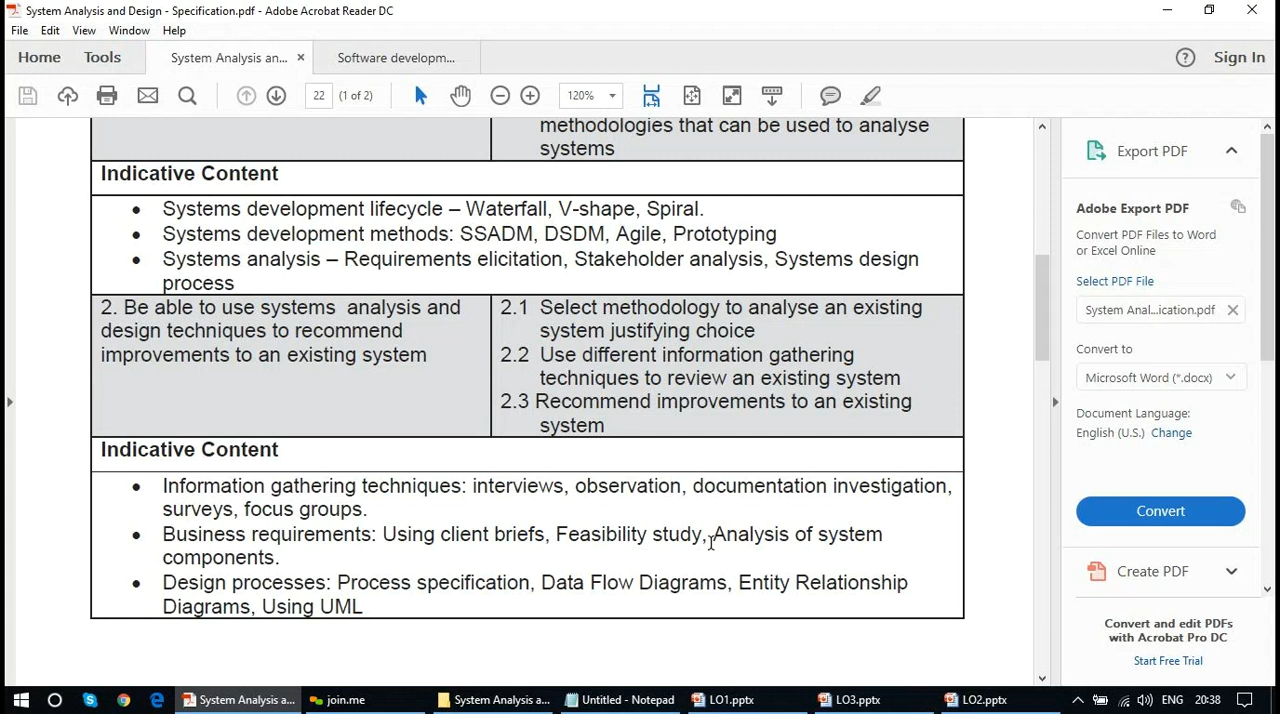 System Analysis and Design - Specification.pdf - Adobe Acrobat Reader DC
File Edit View Window Help
Home Tools System Analysis an... × Software developm... ? Sign In
22 (1 of 2) 120%
methodologies that can be used to analyse
systems
Indicative Content
• Systems development lifecycle – Waterfall, V-shape, Spiral.
• Systems development methods: SSADM, DSDM, Agile, Prototyping
• Systems analysis – Requirements elicitation, Stakeholder analysis, Systems design
process
2. Be able to use systems analysis and
design techniques to recommend
improvements to an existing system
2.1 Select methodology to analyse an existing
system justifying choice
2.2 Use different information gathering
techniques to review an existing system
2.3 Recommend improvements to an existing
system
Indicative Content
• Information gathering techniques: interviews, observation, documentation investigation,
surveys, focus groups.
• Business requirements: Using client briefs, Feasibility study, Analysis of system
components.
• Design processes: Process specification, Data Flow Diagrams, Entity Relationship
Diagrams, Using UML
Export PDF
Adobe Export PDF
Convert PDF Files to Word
or Excel Online
Select PDF File
System Anal...ication.pdf ×
Convert to
Microsoft Word (*.docx)
Document Language:
English (U.S.) Change
Convert
Create PDF
Convert and edit PDFs
with Acrobat Pro DC
Start Free Trial
System Analysis a... join.me System Analysis a... Untitled - Notepad LO1.pptx LO3.pptx LO2.pptx ENG 20:38